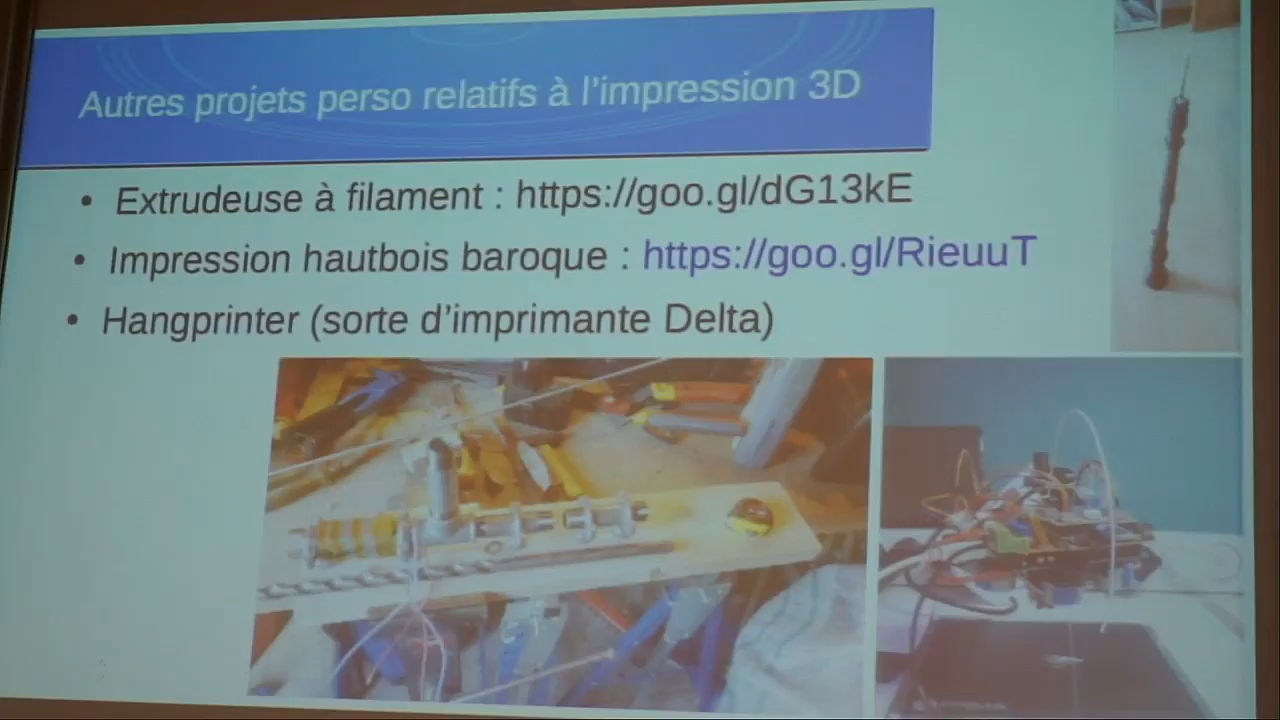 Autres projets perso relatifs à l'impression 3D
• Extrudeuse à filament : https://goo.gl/dG13kE
• Impression hautbois baroque : https://goo.gl/RieuuT
• Hangprinter (sorte d'imprimante Delta)